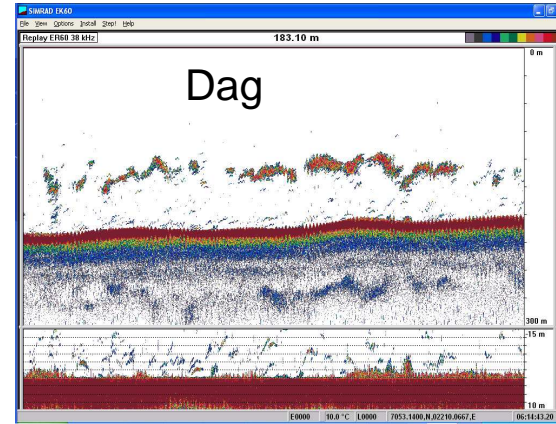 SIMRAD EK60
File View Options Install Step! Help
Replay ER60 38 kHz 183.10 m
0 m
Dag
300 m
-15 m
10 m
E0000 10.0 °C L0000 7053.1400,N,02210.0667,E 06:14:43.20